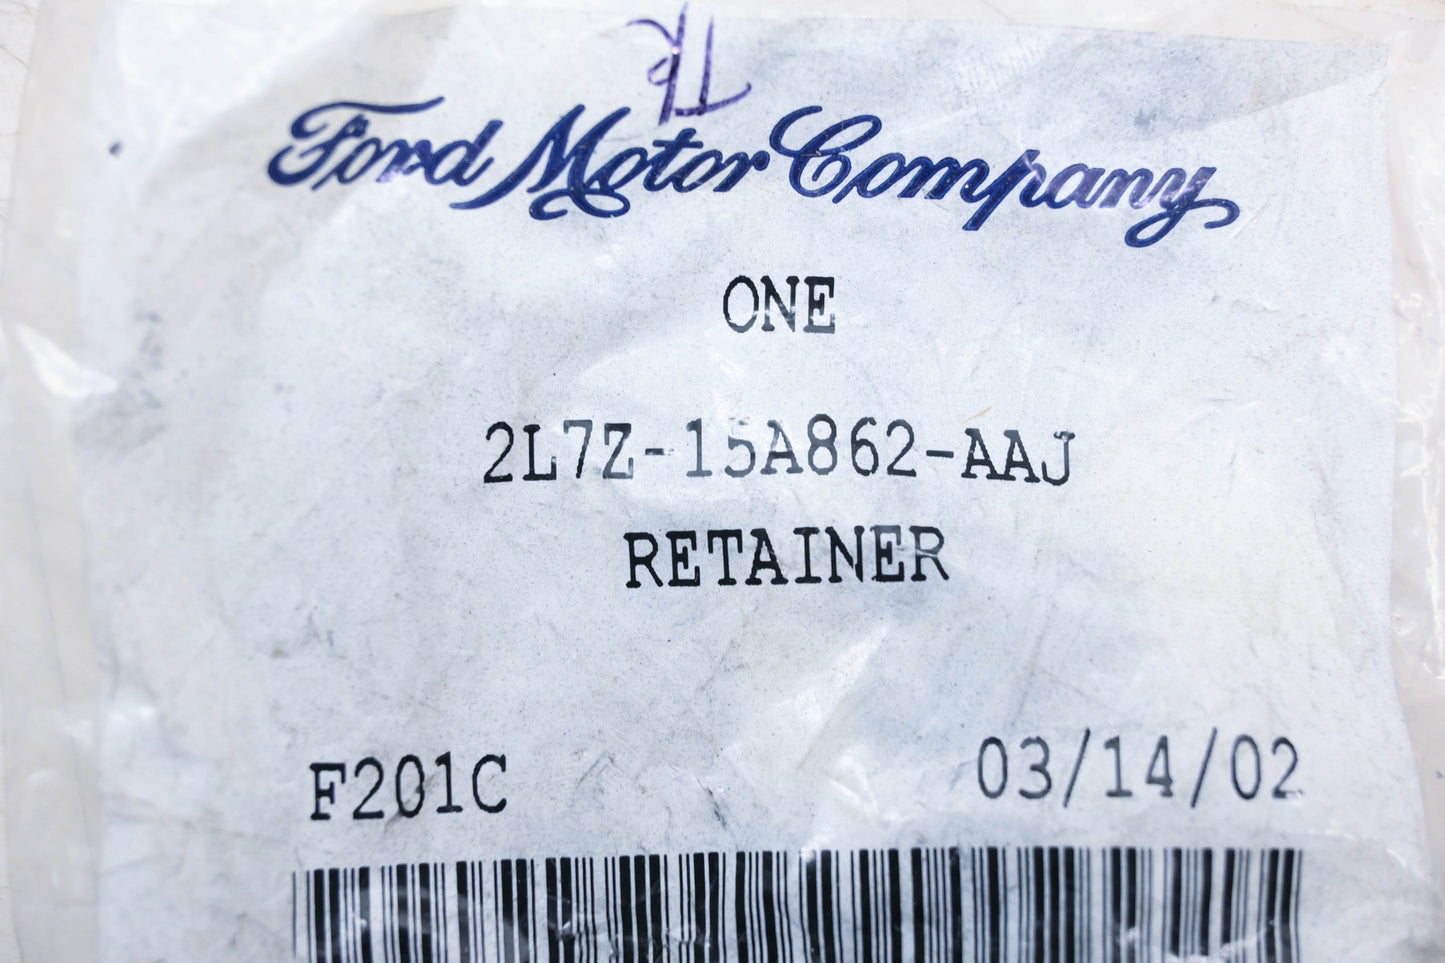 Ford Motor Company
ONE
2L7Z-15A862-AAJ
RETAINER
F201C 03/14/02